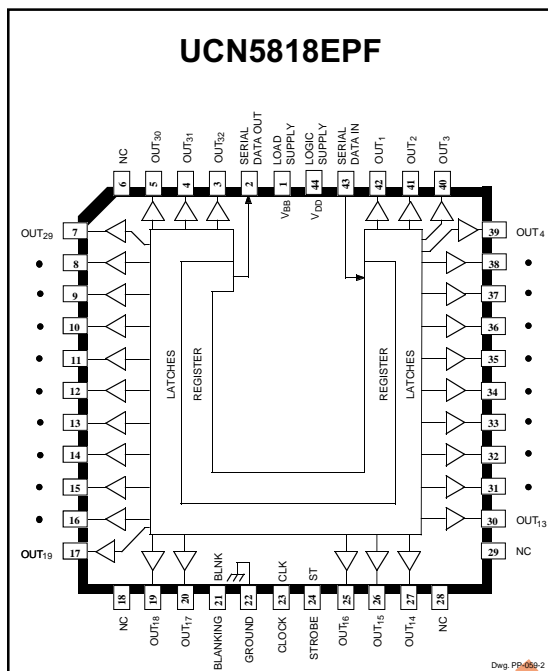 UCN5818EPF
NC
OUT30
OUT31
OUT32
SERIAL
DATA OUT
LOAD
SUPPLY
LOGIC
SUPPLY
SERIAL
DATA IN
OUT1
OUT2
OUT3
6
5
4
3
2
1
44
43
42
41
40
VBB
VDD
OUT29
7
39
OUT4
8
38
9
37
10
36
11
35
12
34
13
33
14
32
15
31
16
30
OUT13
OUT19
17
29
NC
LATCHES
REGISTER
REGISTER
LATCHES
BLNK
CLK
ST
18
19
20
21
22
23
24
25
26
27
28
NC
OUT18
OUT17
BLANKING
GROUND
CLOCK
STROBE
OUT16
OUT15
OUT14
NC
Dwg. PP-059-2